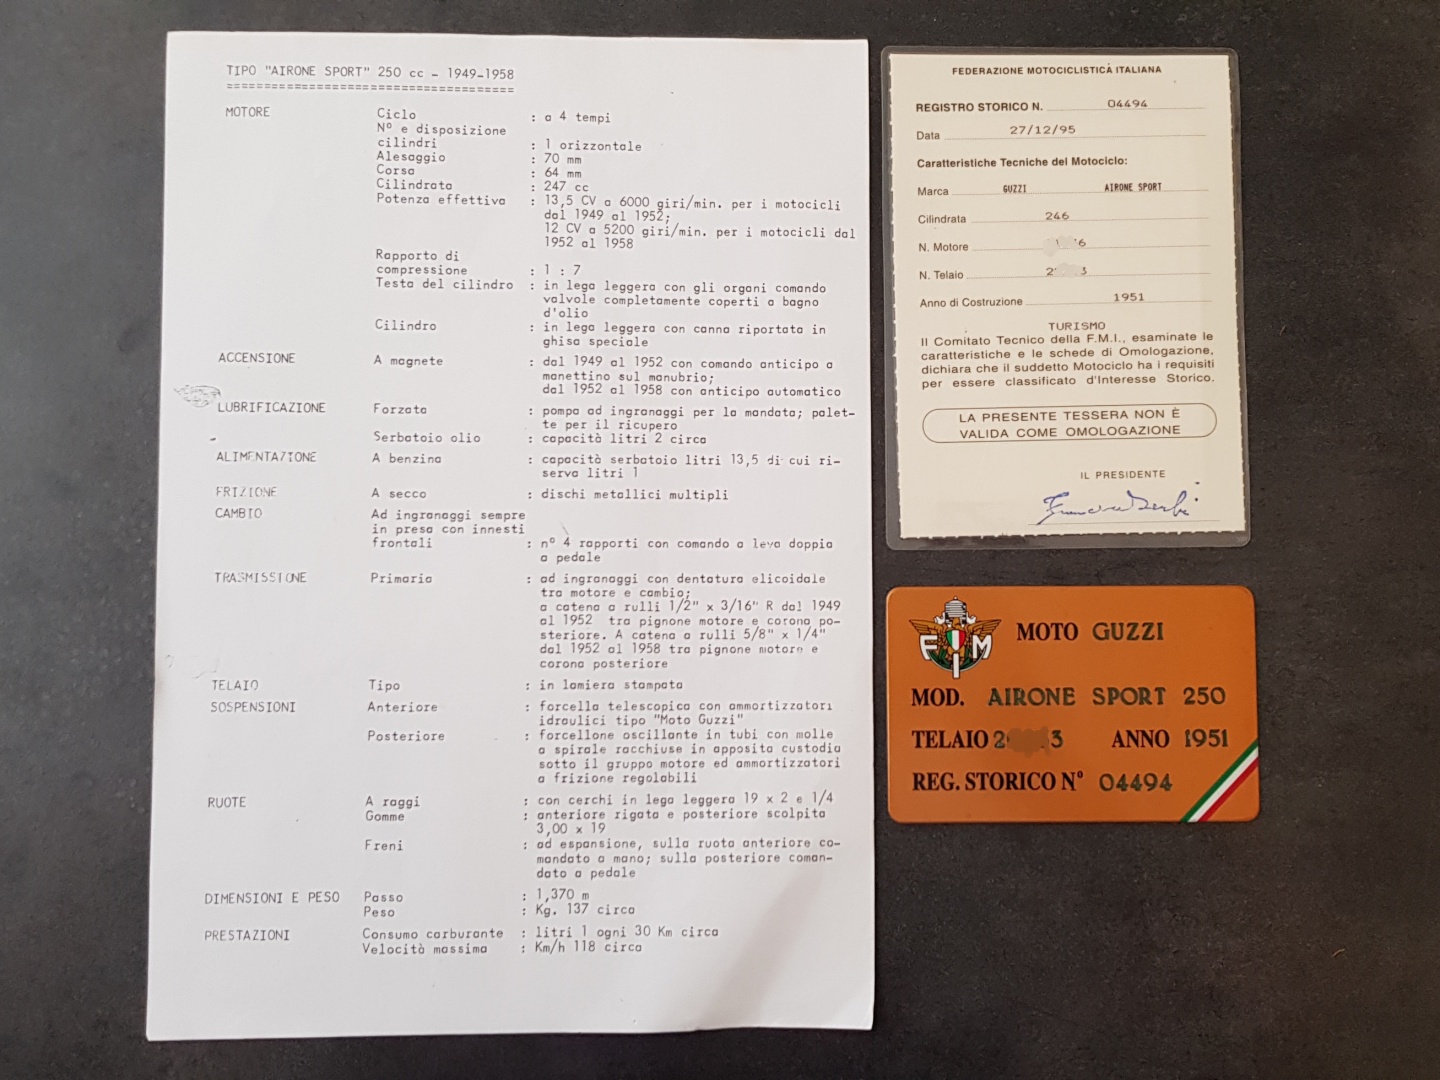 TIPO "AIRONE SPORT" 250 cc - 1949-1958
=====================================
MOTORE Ciclo : a 4 tempi
N° e disposizione
cilindri : 1 orizzontale
Alesaggio : 70 mm
Corsa : 64 mm
Cilindrata : 247 cc
Potenza effettiva : 13,5 CV a 6000 giri/min. per i motocicli
dal 1949 al 1952;
12 CV a 5200 giri/min. per i motocicli dal
1952 al 1958
Rapporto di
compressione : 1 : 7
Testa del cilindro : in lega leggera con gli organi comando
valvole completamente coperti a bagno
d'olio
Cilindro : in lega leggera con canna riportata in
ghisa speciale
ACCENSIONE A magnete : dal 1949 al 1952 con comando anticipo a
manettino sul manubrio;
dal 1952 al 1958 con anticipo automatico
LUBRIFICAZIONE Forzata : pompa ad ingranaggi per la mandata; palet-
te per il ricupero
Serbatoio olio : capacità litri 2 circa
ALIMENTAZIONE A benzina : capacità serbatoio litri 13,5 di cui ri-
serva litri 1
FRIZIONE A secco : dischi metallici multipli
CAMBIO Ad ingranaggi sempre
in presa con innesti
frontali : n° 4 rapporti con comando a leva doppia
a pedale
TRASMISSIONE Primaria : ad ingranaggi con dentatura elicoidale
tra motore e cambio;
a catena a rulli 1/2" x 3/16" R dal 1949
al 1952 tra pignone motore e corona po-
steriore. A catena a rulli 5/8" x 1/4"
dal 1952 al 1958 tra pignone motore e
corona posteriore
TELAIO Tipo : in lamiera stampata
SOSPENSIONI Anteriore : forcella telescopica con ammortizzatori
idraulici tipo "Moto Guzzi"
Posteriore : forcellone oscillante in tubi con molle
a spirale racchiuse in apposita custodia
sotto il gruppo motore ed ammortizzatori
a frizione regolabili
RUOTE A raggi : con cerchi in lega leggera 19 x 2 e 1/4
Gomme : anteriore rigata e posteriore scolpita
3,00 x 19
Freni : ad espansione, sulla ruota anteriore co-
mandato a mano; sulla posteriore coman-
dato a pedale
DIMENSIONI E PESO Passo : 1,370 m
Peso : Kg. 137 circa
PRESTAZIONI Consumo carburante : litri 1 ogni 30 Km circa
Velocità massima : Km/h 118 circa
FEDERAZIONE MOTOCICLISTICA ITALIANA
REGISTRO STORICO N. 04494
Data 27/12/95
Caratteristiche Tecniche del Motociclo:
Marca GUZZI AIRONE SPORT
Cilindrata 246
N. Motore 6
N. Telaio 2 3
Anno di Costruzione 1951
TURISMO
Il Comitato Tecnico della F.M.I., esaminate le
caratteristiche e le schede di Omologazione,
dichiara che il suddetto Motociclo ha i requisiti
per essere classificato d'Interesse Storico.
LA PRESENTE TESSERA NON È
VALIDA COME OMOLOGAZIONE
IL PRESIDENTE
FIM MOTO GUZZI
MOD. AIRONE SPORT 250
TELAIO 2 3 ANNO 1951
REG. STORICO N° 04494